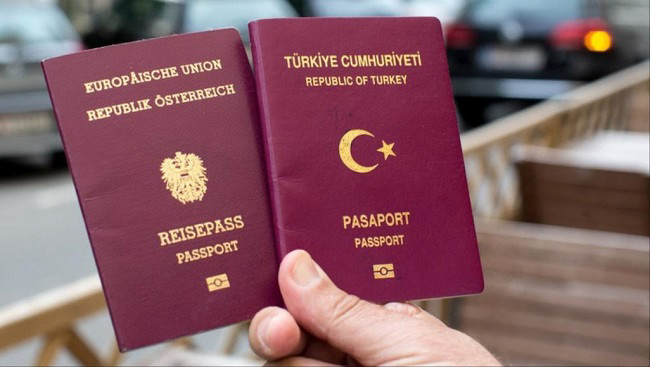 EUROPÄISCHE UNION
REPUBLIK ÖSTERREICH
REISEPASS
PASSPORT
TÜRKİYE CUMHURİYETİ
REPUBLIC OF TURKEY
PASAPORT
PASSPORT